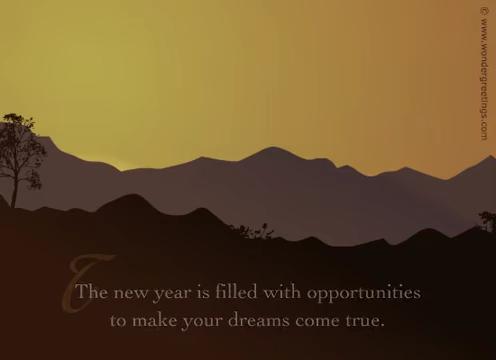 © www.wondergreetings.com
The new year is filled with opportunities
to make your dreams come true.